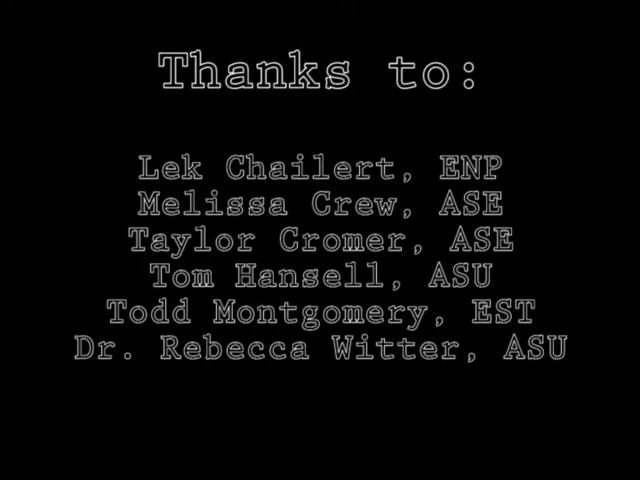 Thanks to:
Lek Chailert, ENP
Melissa Crew, ASE
Taylor Cromer, ASE
Tom Hansell, ASU
Todd Montgomery, EST
Dr. Rebecca Witter, ASU